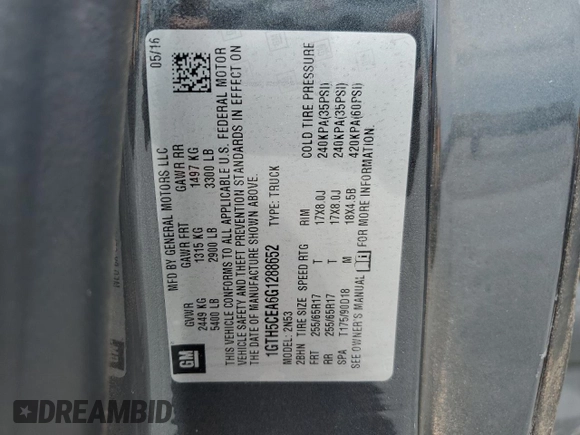 GM
MFD BY GENERAL MOTORS LLC 05/16
GVWR GAWR FRT GAWR RR
2449 KG 1315 KG 1497 KG
5400 LB 2900 LB 3300 LB
THIS VEHICLE CONFORMS TO ALL APPLICABLE U.S. FEDERAL MOTOR
VEHICLE SAFETY AND THEFT PREVENTION STANDARDS IN EFFECT ON
THE DATE OF MANUFACTURE SHOWN ABOVE.
1GTH5CEA6G1288652 TYPE: TRUCK
MODEL: 2N53
2BHN TIRE SIZE SPEED RTG RIM COLD TIRE PRESSURE
FRT 255/65R17 T 17X8.0J 240KPA(35PSI)
RR 255/65R17 T 17X8.0J 240KPA(35PSI)
SPA T175/90D18 M 18X4.5B 420KPA(60PSI)
SEE OWNER'S MANUAL i FOR MORE INFORMATION.
DREAMBID